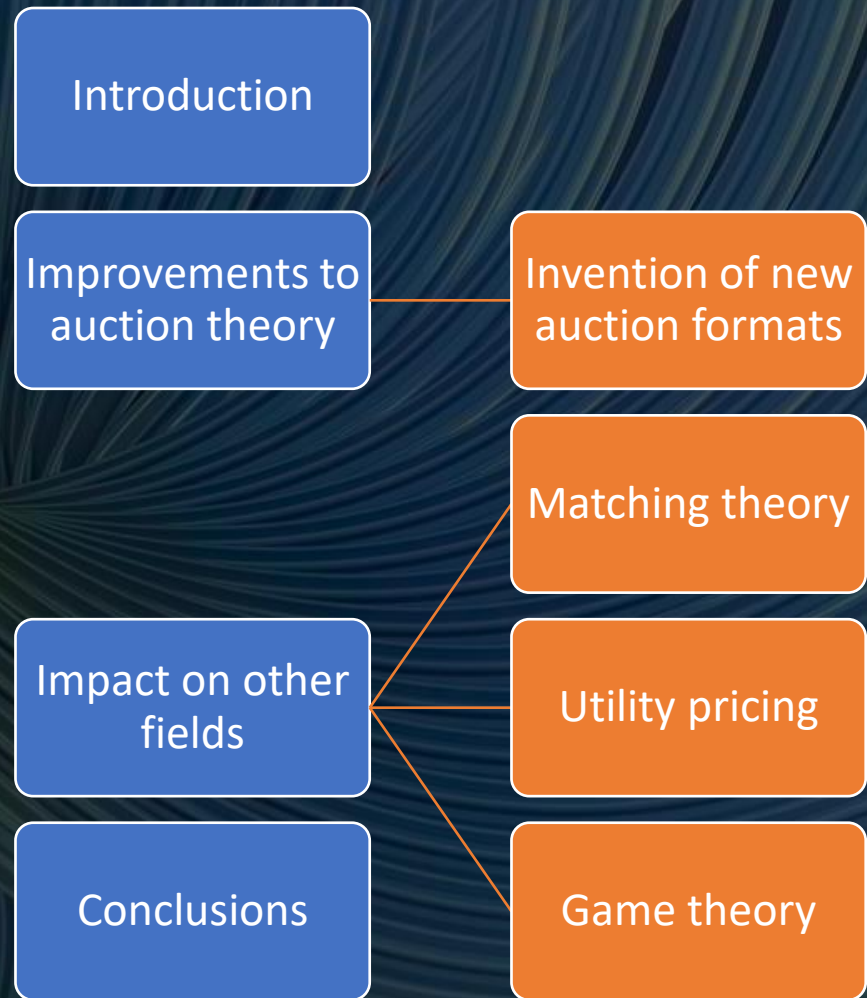 Introduction
Improvements to
auction theory
Invention of new
auction formats
Matching theory
Impact on other
fields
Utility pricing
Conclusions
Game theory